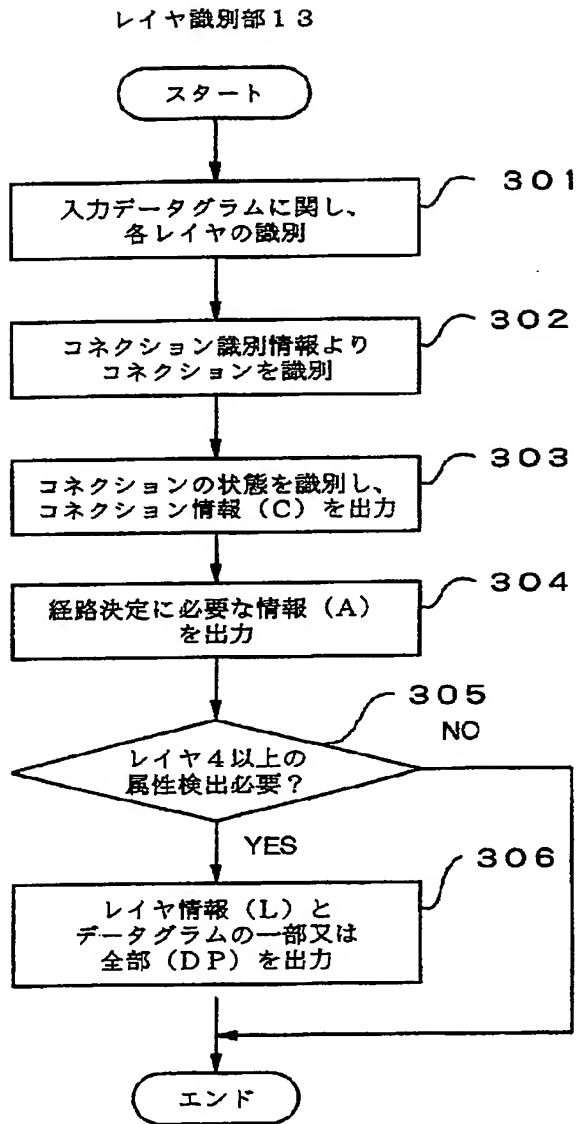 レイヤ識別部１３
スタート
３０１
入力データグラムに関し、
各レイヤの識別
３０２
コネクション識別情報より
コネクションを識別
３０３
コネクションの状態を識別し、
コネクション情報（C）を出力
３０４
経路決定に必要な情報（A）
を出力
３０５
NO
レイヤ４以上の
属性検出必要？
YES
３０６
レイヤ情報（L）と
データグラムの一部又は
全部（DP）を出力
エンド